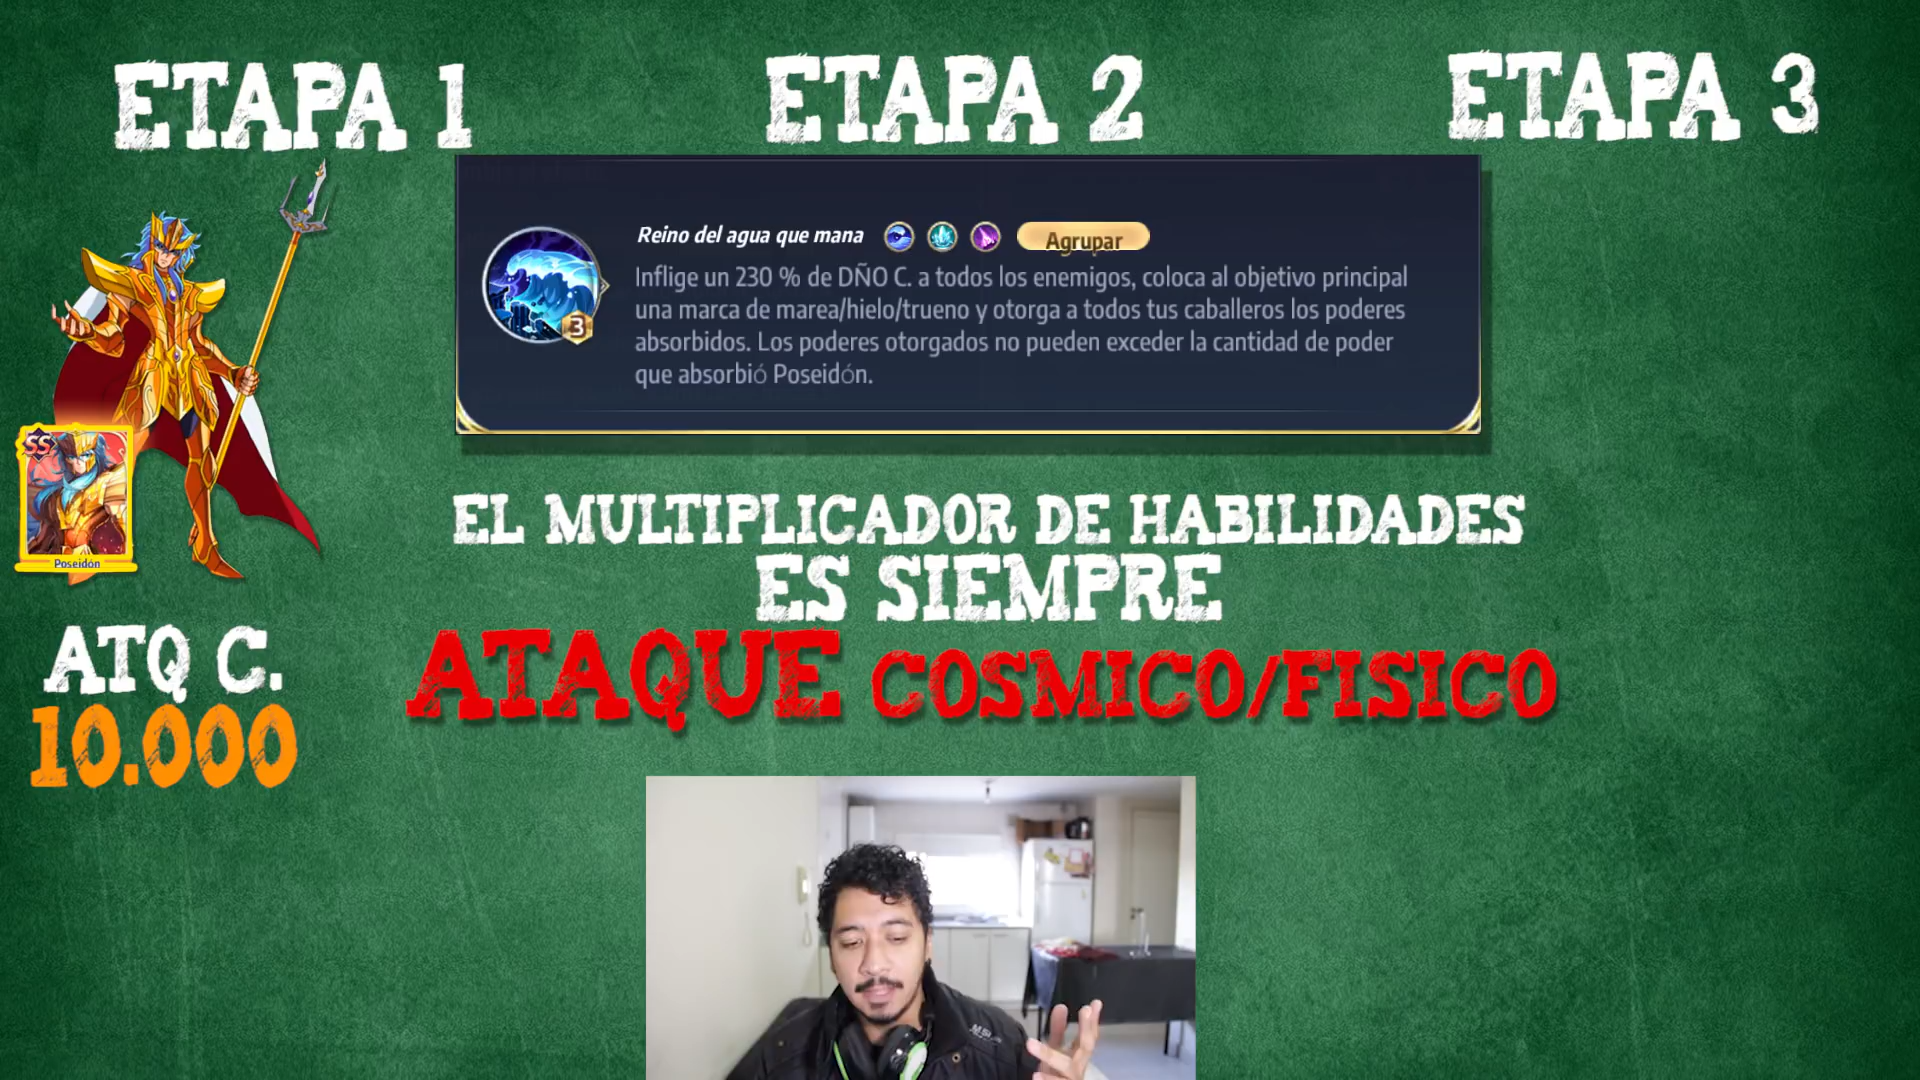 ETAPA 1
ETAPA 2
ETAPA 3
Reino del agua que mana
Agrupar
Inflige un 230 % de DÑO C. a todos los enemigos, coloca al objetivo principal
una marca de marea/hielo/trueno y otorga a todos tus caballeros los poderes
absorbidos. Los poderes otorgados no pueden exceder la cantidad de poder
que absorbió Poseidón.
3
SS
Poseidón
EL MULTIPLICADOR DE HABILIDADES
ES SIEMPRE
ATAQUE COSMICO/FISICO
ATQ C.
10.000
MSI